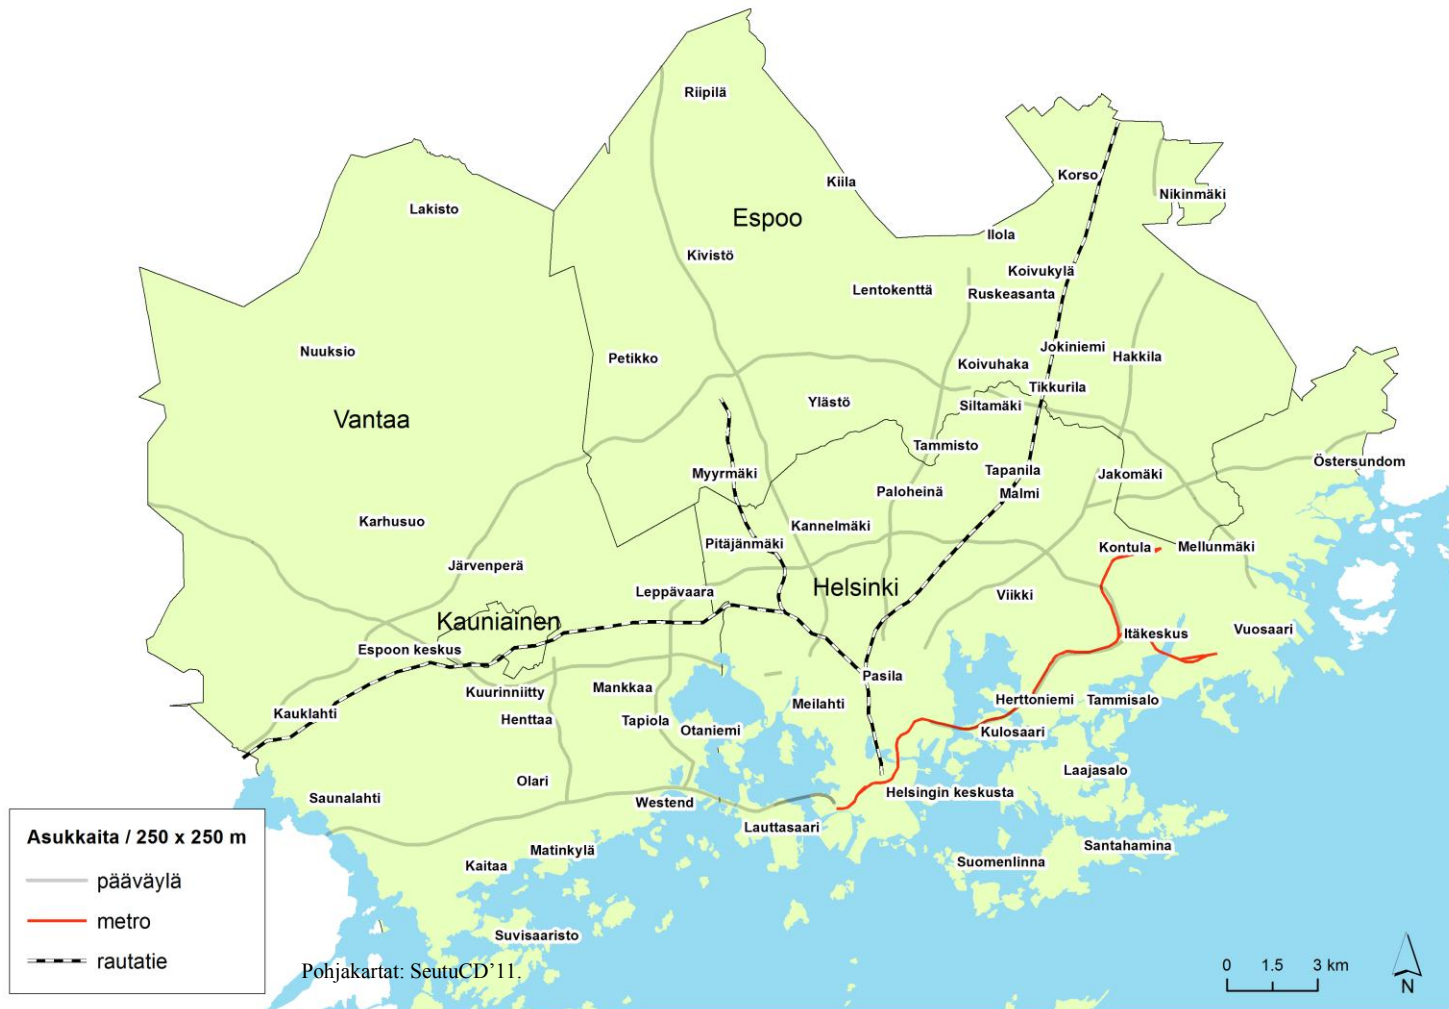 Riipilä
Korso
Kiila
Nikinmäki
Lakisto
Espoo
Ilola
Kivistö
Koivukylä
Lentokenttä
Ruskeasanta
Nuuksio
Petikko
Jokiniemi
Hakkila
Koivuhaka
Tikkurila
Ylästö
Siltamäki
Vantaa
Tammisto
Östersundom
Myyrmäki
Tapanila
Jakomäki
Paloheinä
Malmi
Karhusuo
Kannelmäki
Pitäjänmäki
Kontula
Mellunmäki
Järvenperä
Helsinki
Leppävaara
Viikki
Kauniainen
Itäkeskus
Vuosaari
Espoon keskus
Pasila
Kuurinniitty
Mankkaa
Meilahti
Herttoniemi
Tammisalo
Kauklahti
Henttaa
Tapiola
Otaniemi
Kulosaari
Laajasalo
Olari
Helsingin keskusta
Saunalahti
Westend
Lauttasaari
Santahamina
Matinkylä
Kaitaa
Suomenlinna
Suvisaaristo
Asukkaita / 250 x 250 m
pääväylä
metro
rautatie
Pohjakartat: SeutuCD’11.
0 1.5 3 km
N